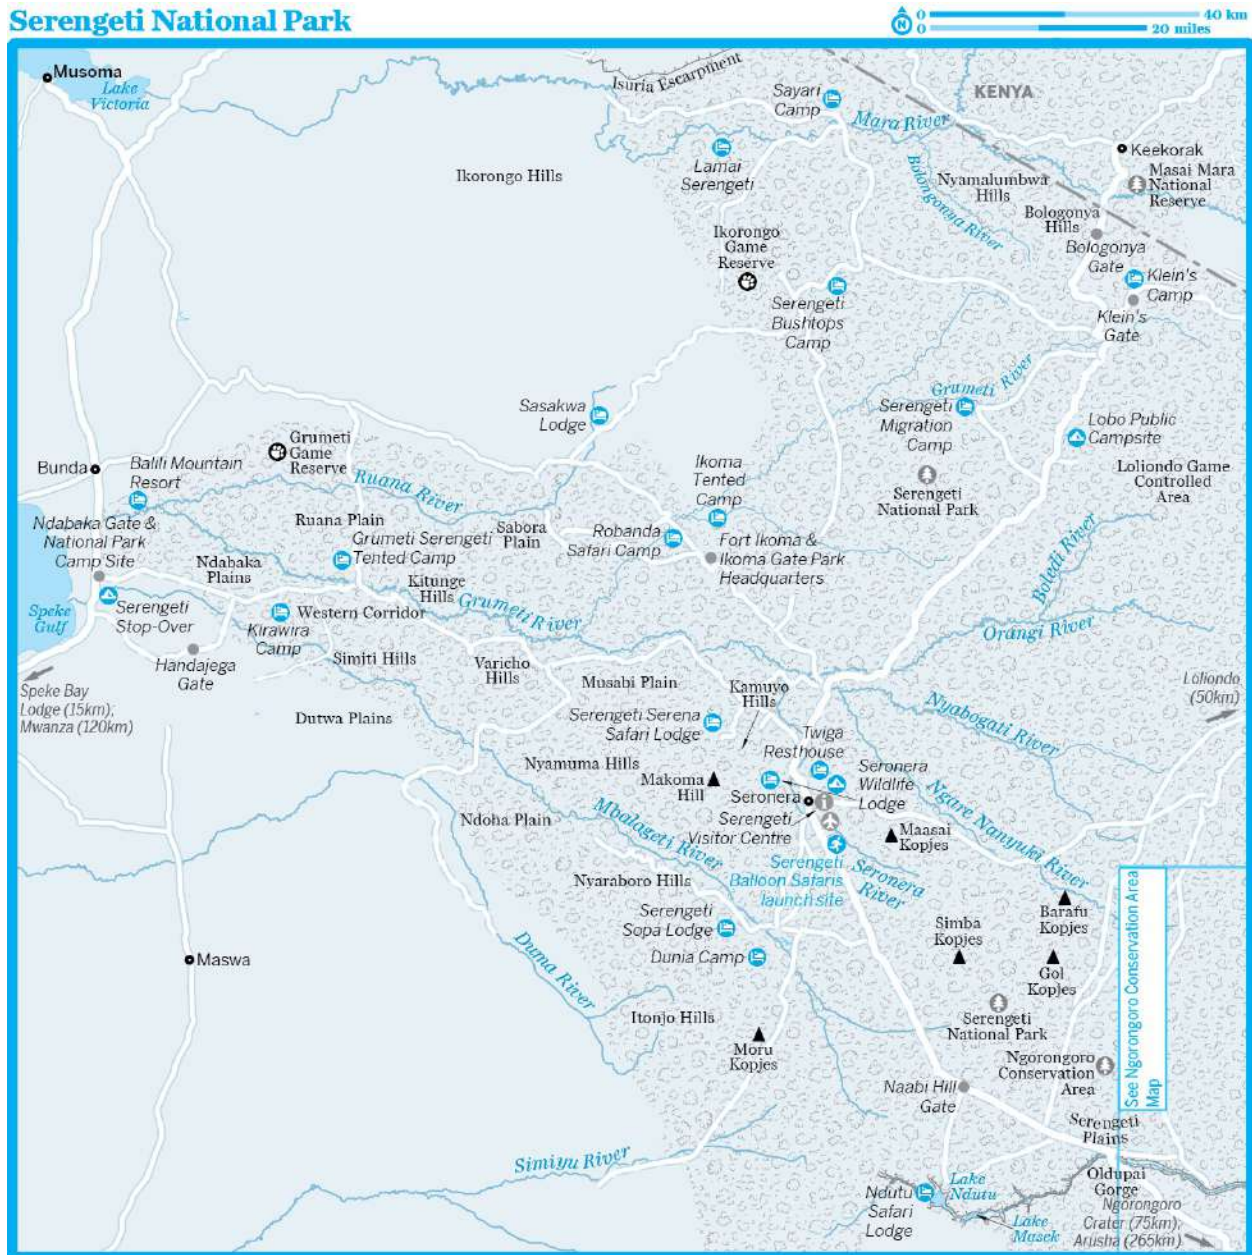 Serengeti National Park
0 40 km
0 20 miles
N
Musoma
Lake
Victoria
Isuria Escarpment
Sayari
Camp
KENYA
Mara River
Keekorak
Masai Mara
National
Reserve
Lamai
Serengeti
Ikorongo Hills
Bolongonya River
Nyamalumbwa
Hills
Bologonya
Hills
Bologonya
Gate
Ikorongo
Game
Reserve
Klein's
Camp
Klein's
Gate
Serengeti
Bushtops
Camp
Grumeti River
Serengeti
Migration
Camp
Sasakwa
Lodge
Lobo Public
Campsite
Loliondo Game
Controlled
Area
Grumeti
Game
Reserve
Bunda
Balili Mountain
Resort
Ruana River
Ikoma
Tented
Camp
Serengeti
National Park
Ndabaka Gate &
National Park
Camp Site
Ruana Plain
Grumeti Serengeti
Tented Camp
Sabora
Plain
Robanda
Safari Camp
Fort Ikoma &
Ikoma Gate Park
Headquarters
Boledi River
Ndabaka
Plains
Kitunge
Hills
Speke
Gulf
Serengeti
Stop-Over
Kirawira
Camp
Western Corridor
Grumeti River
Orangi River
Handajega
Gate
Simiti Hills
Varicho
Hills
Musabi Plain
Kamuyo
Hills
Speke Bay
Lodge (15km);
Mwanza (120km)
Dutwa Plains
Loliondo
(50km)
Nyabogati River
Serengeti Serena
Safari Lodge
Twiga
Resthouse
Nyamuma Hills
Makoma
Hill
Seronera
Wildlife
Lodge
Seronera
Ngare Nanyuki River
Serengeti
Visitor Centre
Maasai
Kopjes
Ndoha Plain
Mbalageti River
Serengeti
Balloon Safaris
launch site
Seronera
River
Nyaraboro Hills
Serengeti
Sopa Lodge
Simba
Kopjes
Barafu
Kopjes
See Ngorongoro Conservation Area
Map
Maswa
Duma River
Dunia Camp
Gol
Kopjes
Itonjo Hills
Serengeti
National Park
Moru
Kopjes
Ngorongoro
Conservation
Area
Naabi Hill
Gate
Serengeti
Plains
Simiyu River
Ndutu
Safari
Lodge
Lake
Ndutu
Oldupai
Gorge
Lake
Masek
Ngorongoro
Crater (75km);
Arusha (265km)